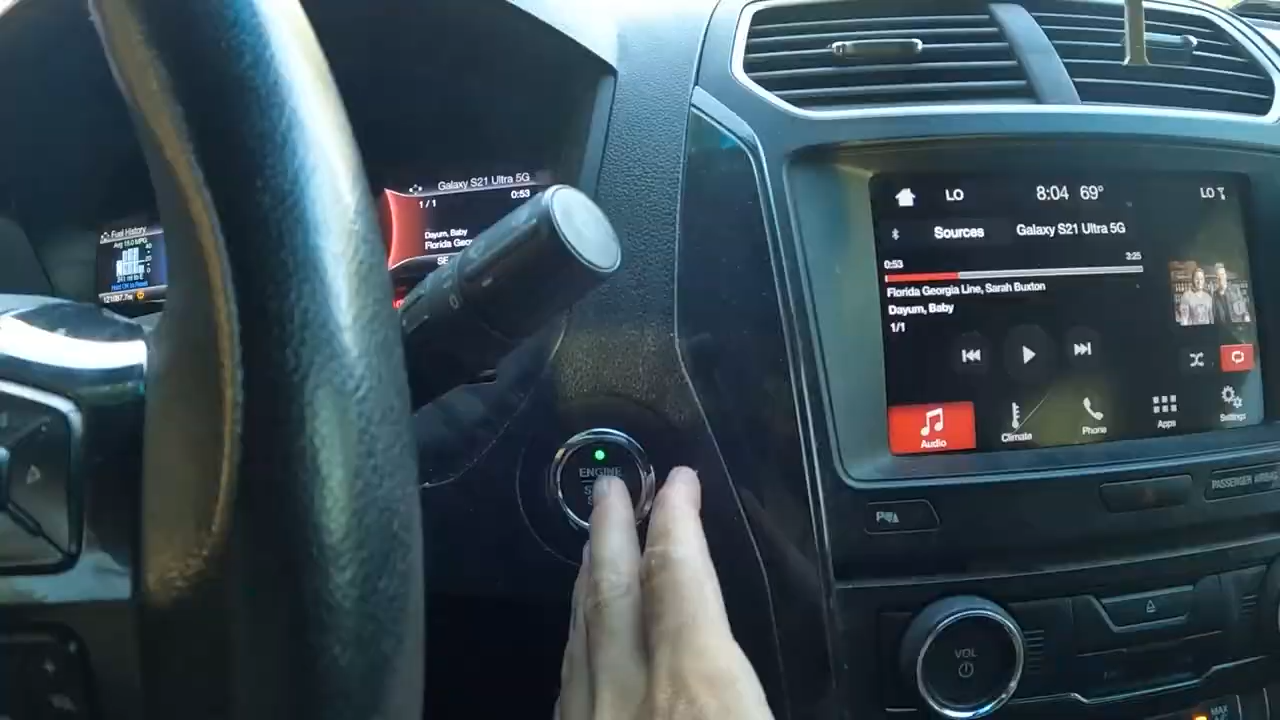 Fuel History
Galaxy S21 Ultra 5G
0:53
1/1
Dayum, Baby
ENGINE
LO
8:04 69°
LO
Sources
Galaxy S21 Ultra 5G
0:53
3:25
Florida Georgia Line, Sarah Buxton
Dayum, Baby
1/1
Audio
Climate
Phone
Apps
Settings
PASSENGER AIRBAG
VOL
MAX